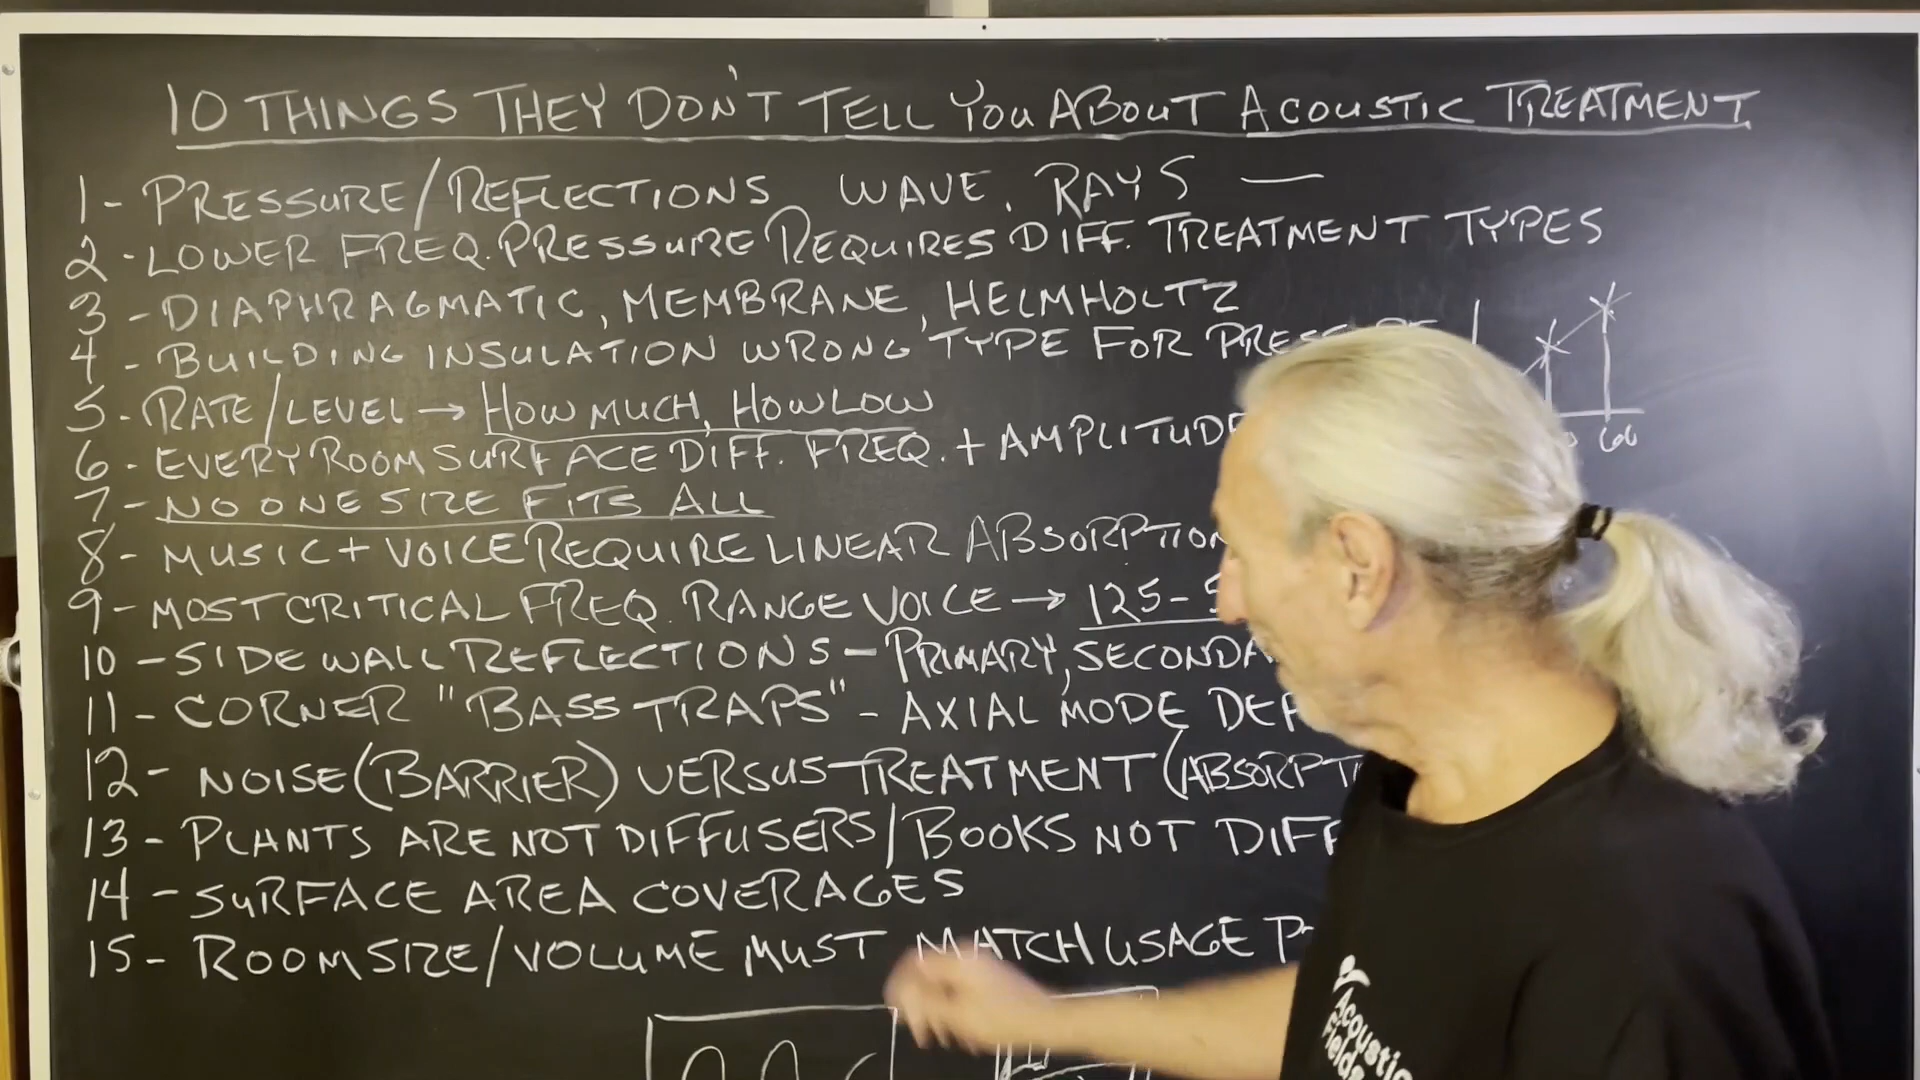 10 THINGS THEY DON'T TELL YOU ABOUT ACOUSTIC TREATMENT
1- PRESSURE/REFLECTIONS WAVE, RAYS —
2-LOWER FREQ. PRESSURE REQUIRES DIFF. TREATMENT TYPES
3-DIAPHRAGMATIC, MEMBRANE, HELMHOLTZ
4-BUILDING INSULATION WRONG TYPE FOR
5-RATE/LEVEL → HOW MUCH, HOW LOW
6-EVERY ROOM SURFACE DIFF. FREQ. + AMPLITUDE
7-NO ONE SIZE FITS ALL
8-MUSIC + VOICE REQUIRE LINEAR ABSORPTION
9-MOST CRITICAL FREQ. RANGE VOICE → 125-
10-SIDE WALL REFLECTIONS - PRIMARY,
11- CORNER "BASS TRAPS" - AXIAL MODE
12- NOISE (BARRIER) VERSUS TREATMENT
13- PLANTS ARE NOT DIFFUSERS/BOOKS NOT
14-SURFACE AREA COVERAGES
15- ROOM SIZE/VOLUME MUST MATCH USAGE
Acoustic
Fields